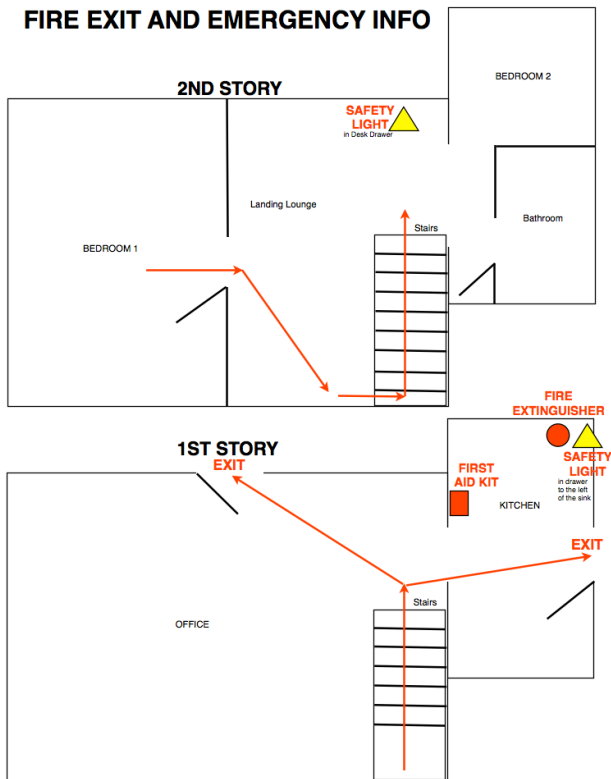 FIRE EXIT AND EMERGENCY INFO
BEDROOM 2
2ND STORY
SAFETY
LIGHT
in Desk Drawer
Landing Lounge
Bathroom
Stairs
BEDROOM 1
FIRE
EXTINGUISHER
1ST STORY
EXIT
SAFETY
LIGHT
in drawer
to the left
of the sink
FIRST
AID KIT
KITCHEN
EXIT
Stairs
OFFICE